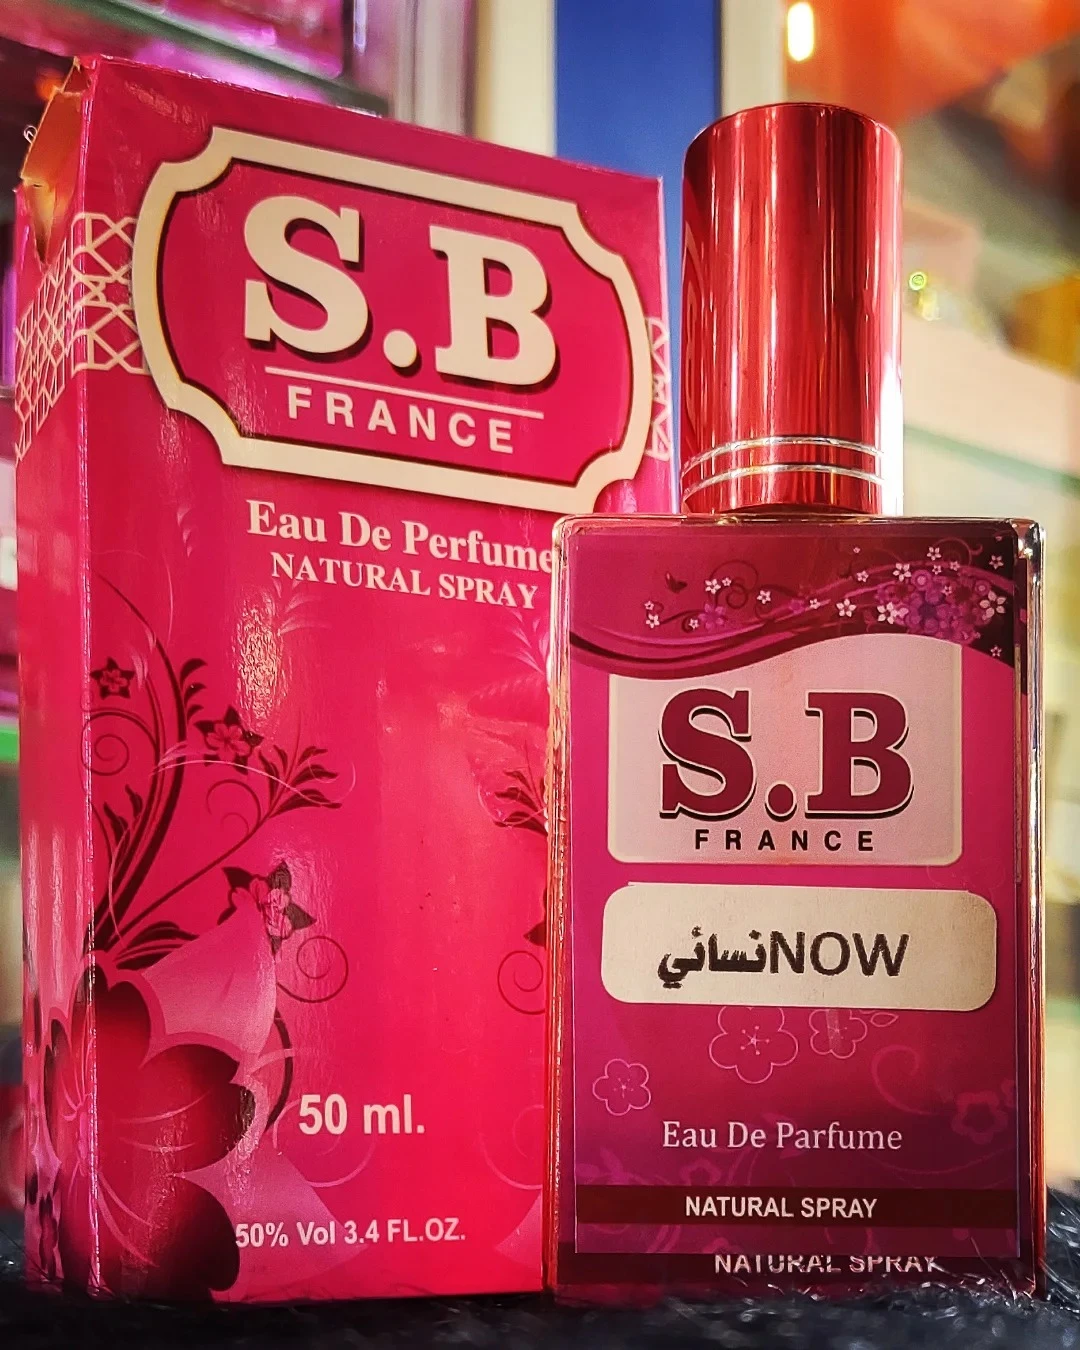 S.B
FRANCE
Eau De Perfume
NATURAL SPRAY
50 ml.
50% Vol 3.4 FL.OZ.
S.B
FRANCE
NOWنسائي
Eau De Parfume
NATURAL SPRAY
NATURAL SPRAY